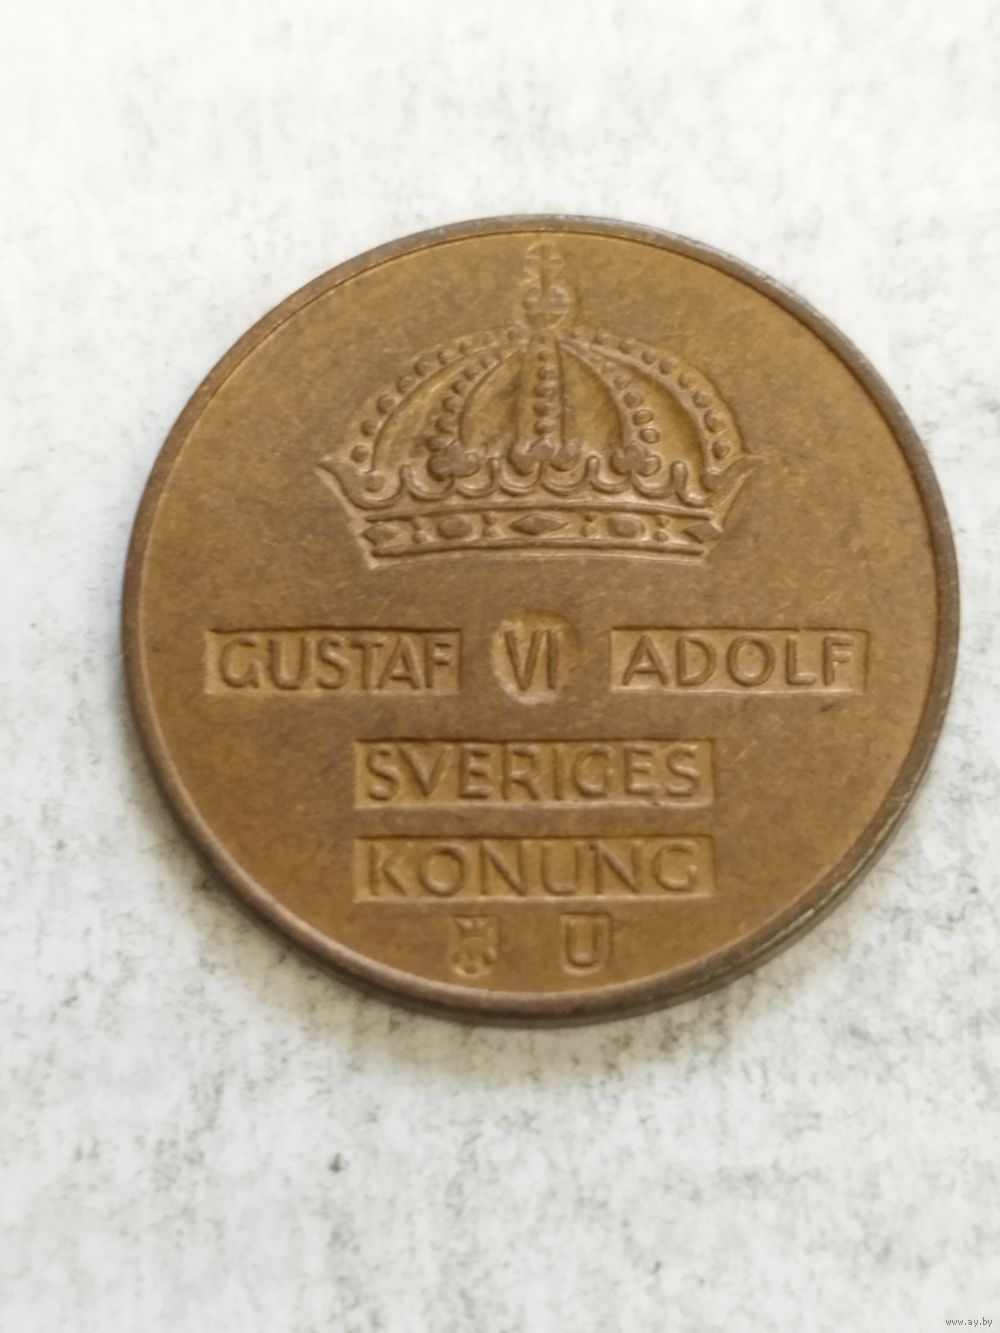 GUSTAF VI ADOLF
SVERIGES
KONUNG
U
www.ay.by